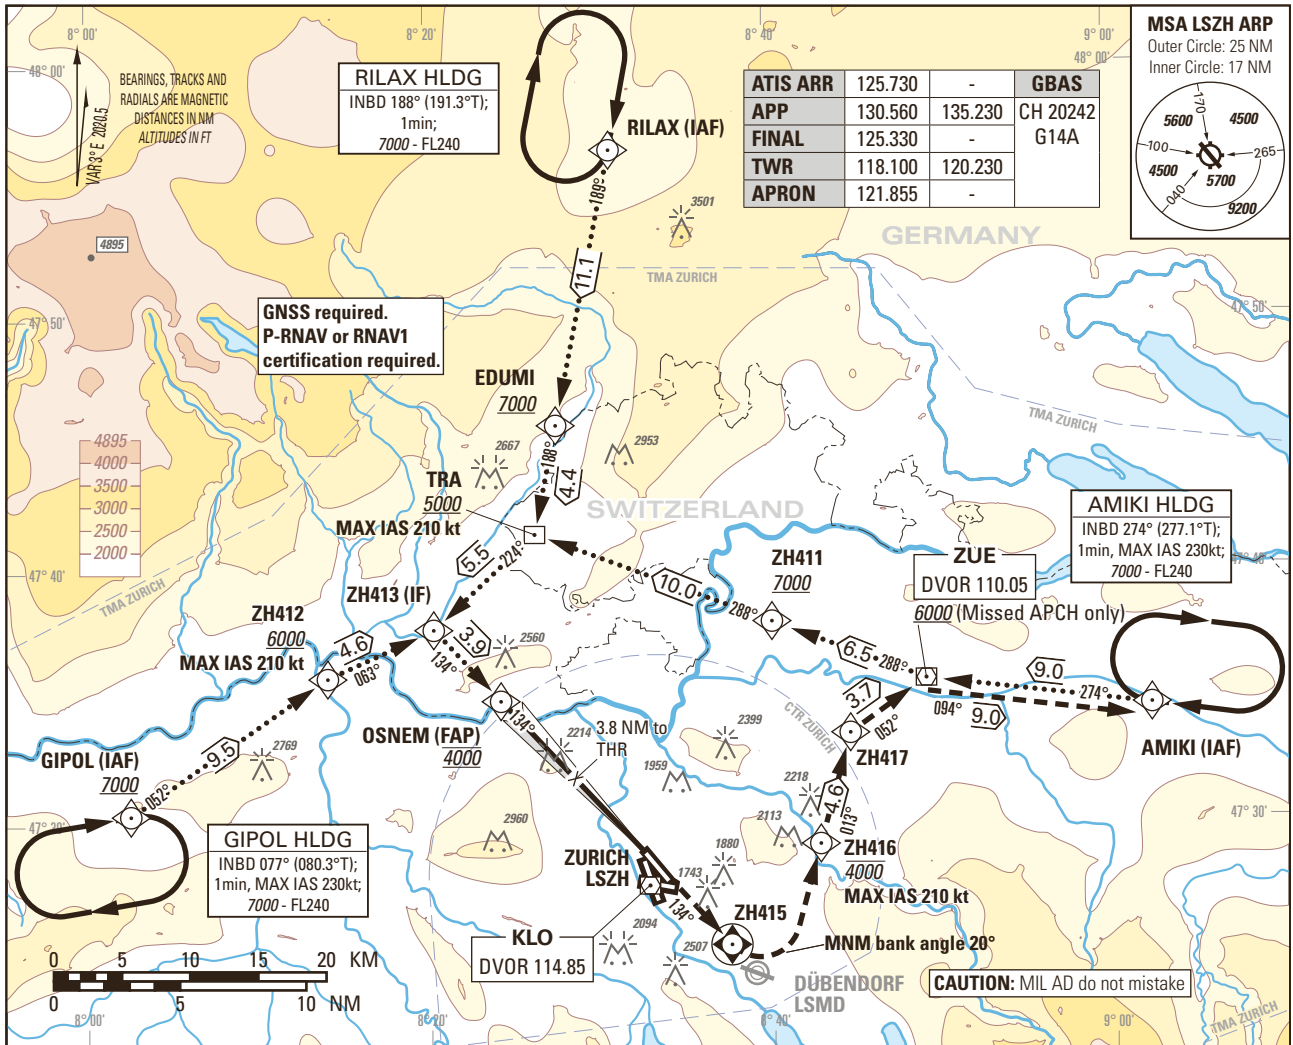 8° 00'
8° 20'
8° 40'
9° 00'
48° 00'
48° 00'
VAR 3° E 2020.5
BEARINGS, TRACKS AND
RADIALS ARE MAGNETIC
DISTANCES IN NM
ALTITUDES IN FT
RILAX HLDG
INBD 188° (191.3°T);
1min;
7000 - FL240
RILAX (IAF)
ATIS ARR 125.730 - GBAS
APP 130.560 135.230 CH 20242
FINAL 125.330 - G14A
TWR 118.100 120.230
APRON 121.855 -
MSA LSZH ARP
Outer Circle: 25 NM
Inner Circle: 17 NM
170
5600
4500
100
265
4500
5700
040
9200
189°
3501
4895
GERMANY
TMA ZURICH
11.1
47° 50'
47° 50'
GNSS required.
P-RNAV or RNAV1
certification required.
EDUMI
7000
TMA ZURICH
4895
4000
3500
3000
2500
2000
2667
2953
188°
4.4
TRA
5000
MAX IAS 210 kt
SWITZERLAND
AMIKI HLDG
INBD 274° (277.1°T);
1min, MAX IAS 230kt;
7000 - FL240
224°
5.5
ZH411
7000
ZUE
DVOR 110.05
6000 (Missed APCH only)
47° 40'
47° 40'
TMA ZURICH
10.0
288°
ZH413 (IF)
ZH412
6000
MAX IAS 210 kt
4.6
063°
3.9
134°
2560
6.5
288°
9.0
274°
094°
9.0
3.7
052°
CTR ZURICH
ZH417
AMIKI (IAF)
OSNEM (FAP)
4000
134°
2214
3.8 NM to
THR
2399
1959
GIPOL (IAF)
7000
9.5
052°
2769
2218
4.6
013°
2113
47° 30'
47° 30'
GIPOL HLDG
INBD 077° (080.3°T);
1min, MAX IAS 230kt;
7000 - FL240
2960
ZURICH
LSZH
1880
1743
ZH416
4000
MAX IAS 210 kt
134°
ZH415
2094
2507
KLO
DVOR 114.85
MNM bank angle 20°
DÜBENDORF
LSMD
CAUTION: MIL AD do not mistake
0 5 10 15 20 KM
0 5 10 NM
TMA ZURICH
8° 00'
8° 20'
8° 40'
9° 00'